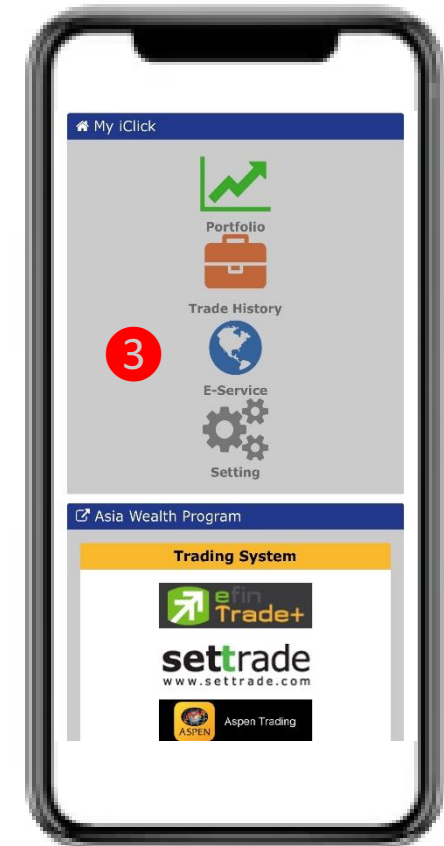 My iClick
Portfolio
Trade History
3
E-Service
Setting
Asia Wealth Program
Trading System
efin
Trade+
settrade
www.settrade.com
ASPEN
Aspen Trading